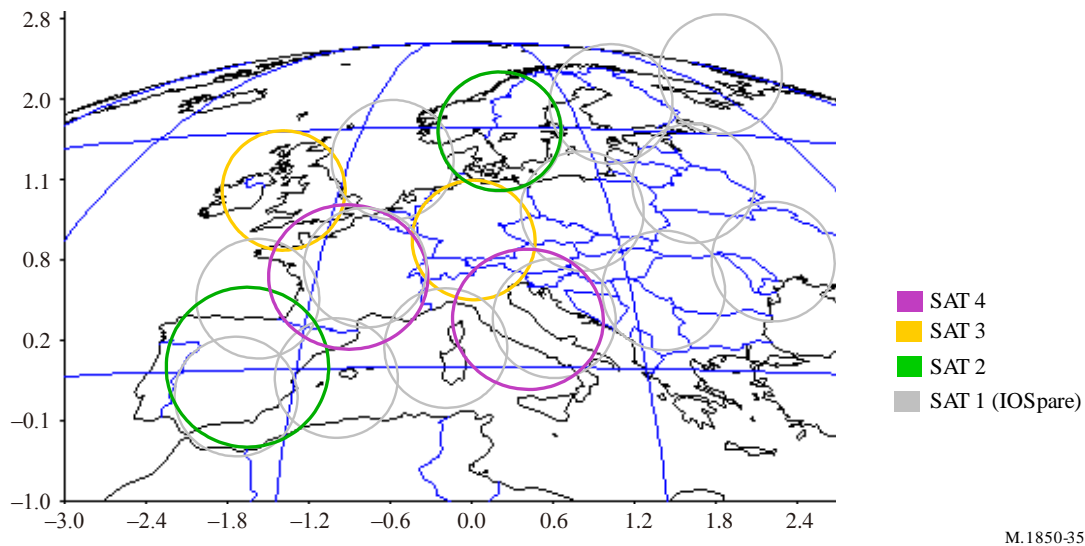 2.8
2.0
1.1
0.8
0.2
–0.1
–1.0
–3.0 –2.4 –1.8 –1.2 –0.6 0.0 0.6 1.2 1.8 2.4
SAT 4
SAT 3
SAT 2
SAT 1 (IOSpare)
M.1850-35